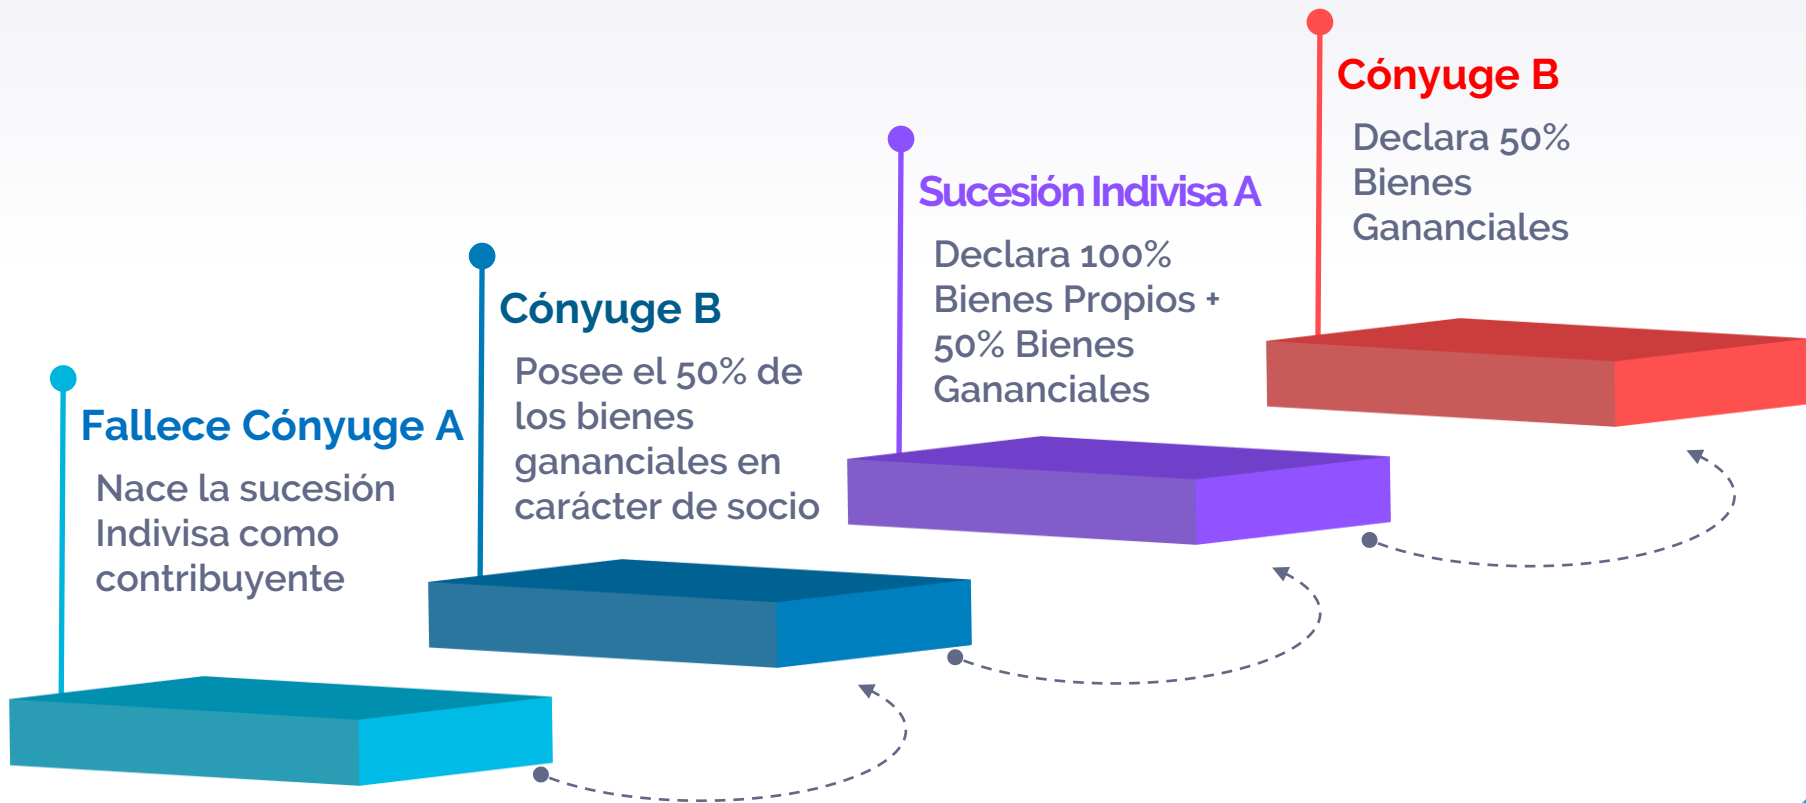 Fallece Cónyuge A
Nace la sucesión
Indivisa como
contribuyente
Cónyuge B
Posee el 50% de
los bienes
gananciales en
carácter de socio
Sucesión Indivisa A
Declara 100%
Bienes Propios +
50% Bienes
Gananciales
Cónyuge B
Declara 50%
Bienes
Gananciales